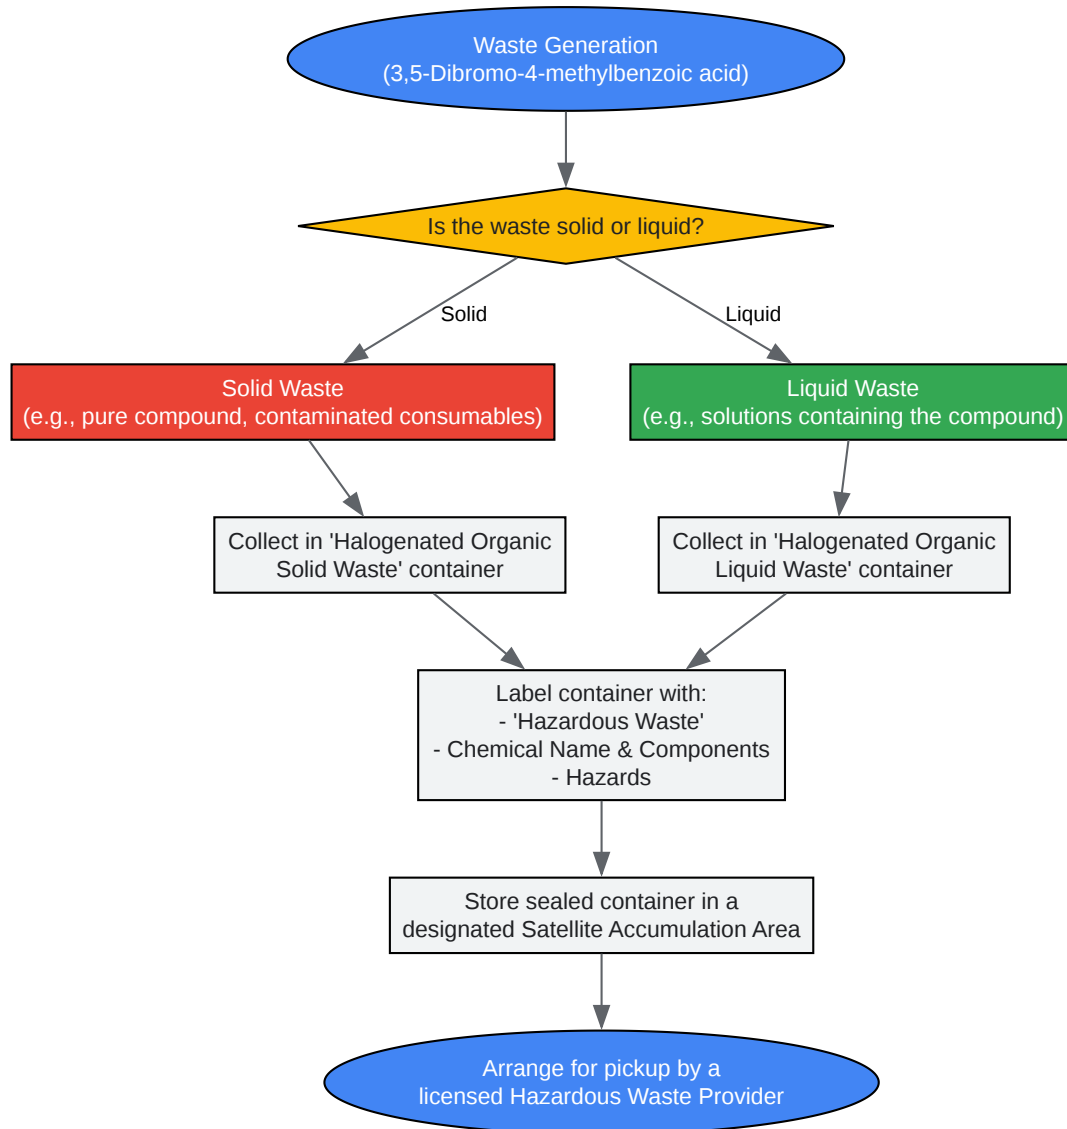 Waste Generation
(3,5-Dibromo-4-methylbenzoic acid)
Is the waste solid or liquid?
Solid
Liquid
Solid Waste
(e.g., pure compound, contaminated consumables)
Liquid Waste
(e.g., solutions containing the compound)
Collect in 'Halogenated Organic
Solid Waste' container
Collect in 'Halogenated Organic
Liquid Waste' container
Label container with:
- 'Hazardous Waste'
- Chemical Name & Components
- Hazards
Store sealed container in a
designated Satellite Accumulation Area
Arrange for pickup by a
licensed Hazardous Waste Provider